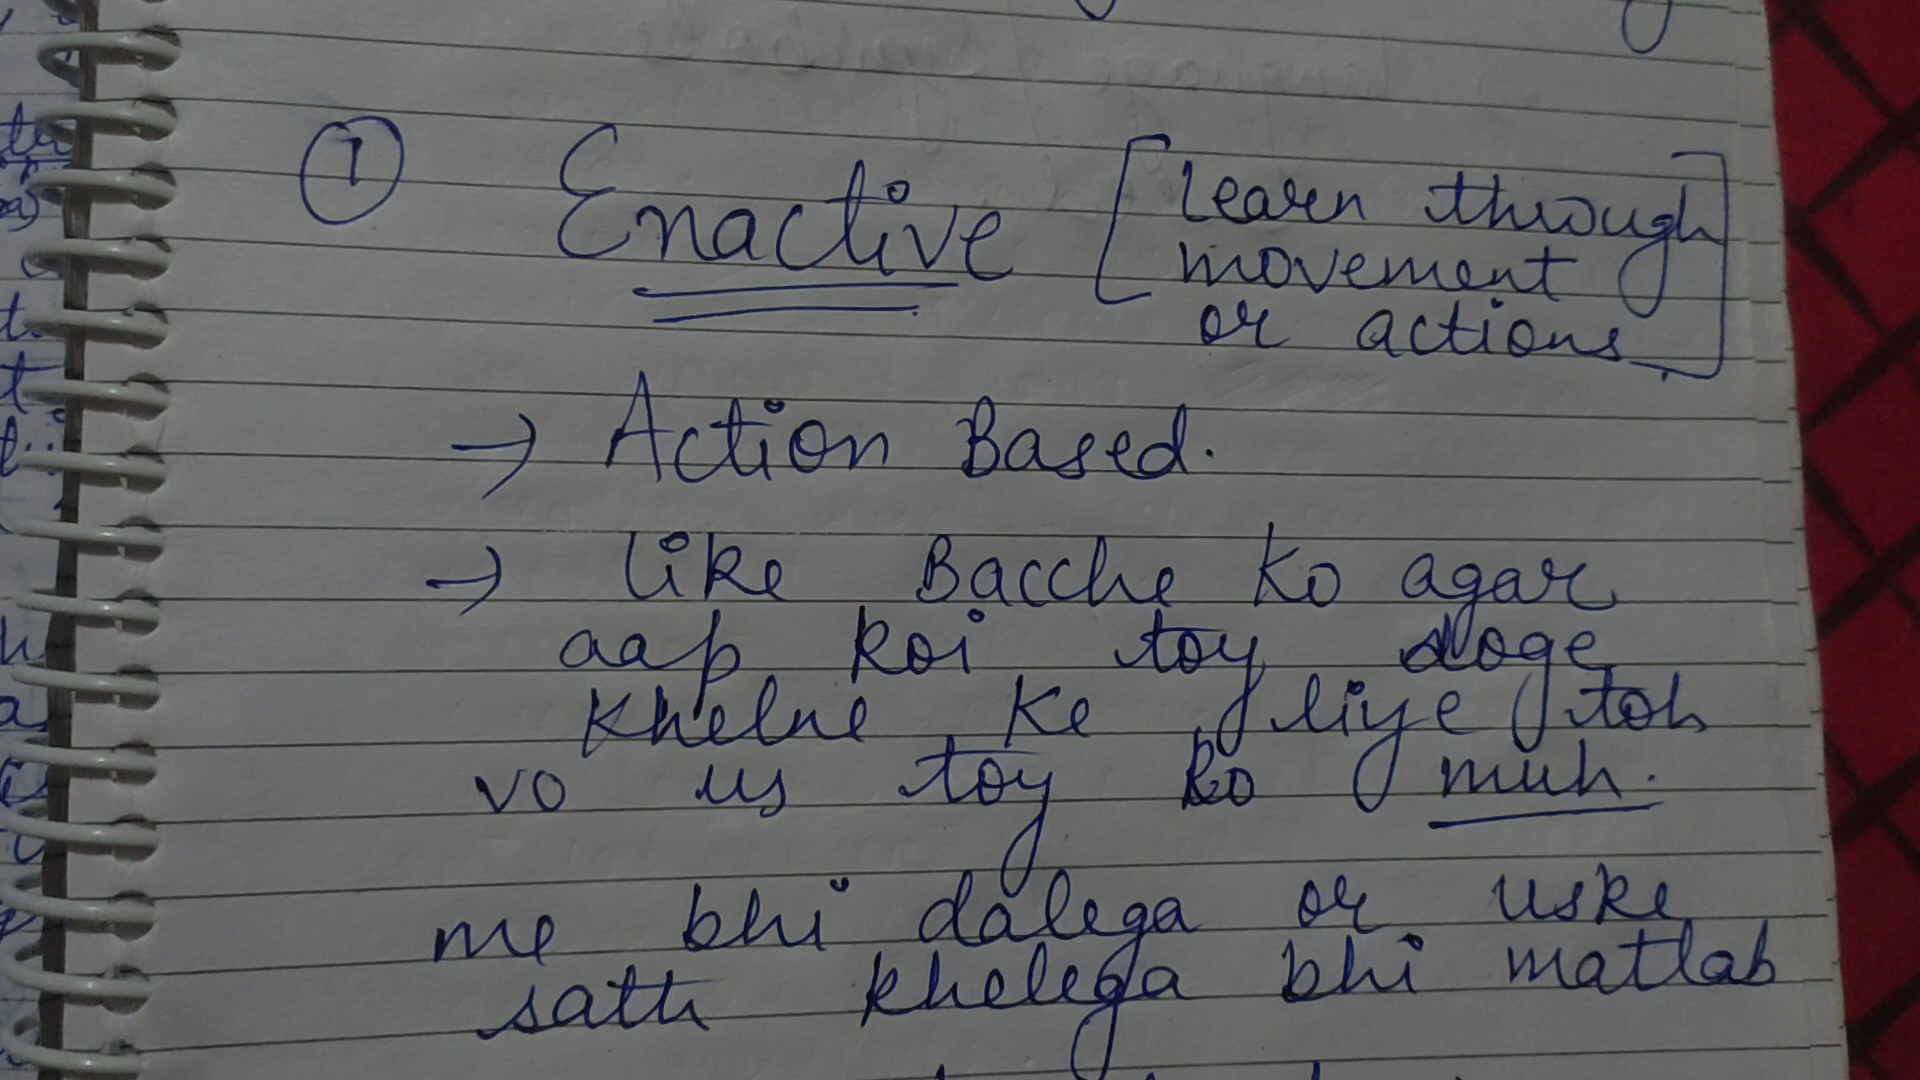 ① Enactive [learn through
movement
or actions]
→ Action Based.
→ like Bacche ko agar
aap koi toy doge
khelne ke liye toh
vo us toy ko muh.
me bhi dalega or uske
sath khelega bhi matlab